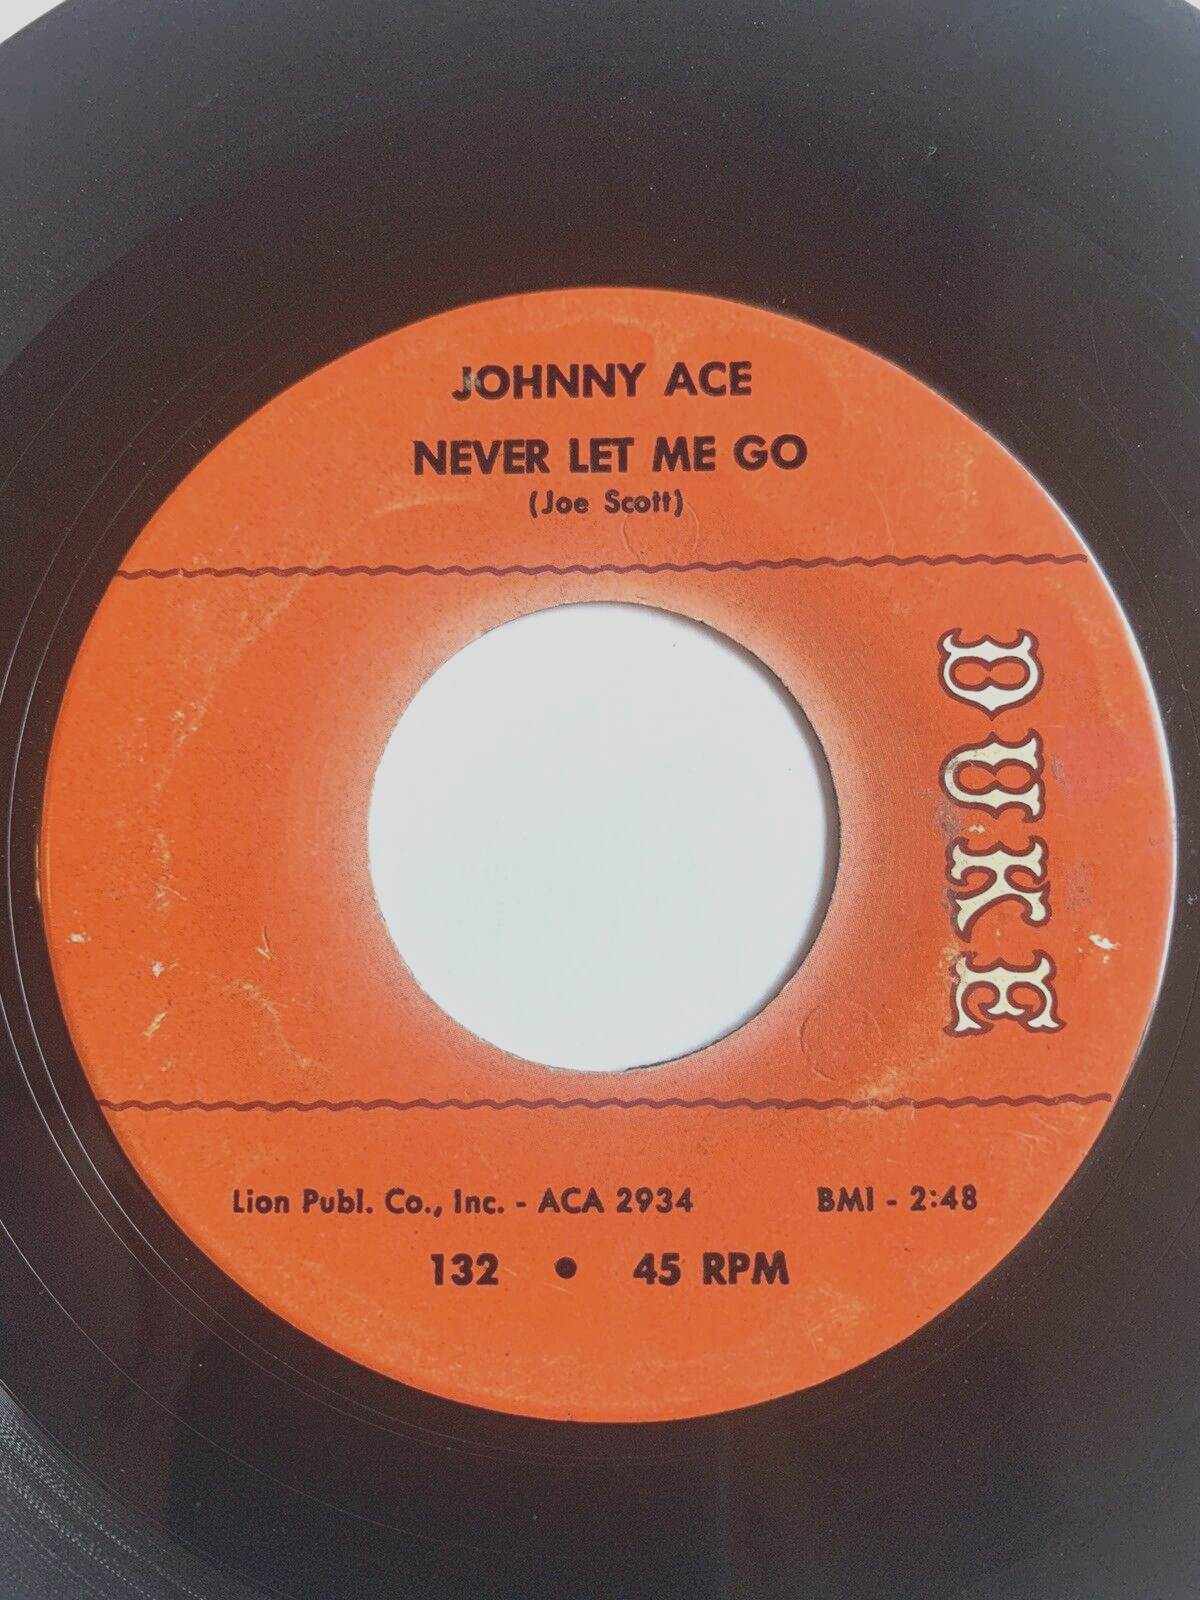 JOHNNY ACE
NEVER LET ME GO
(Joe Scott)
DUKE
Lion Publ. Co., Inc. - ACA 2934 BMI - 2:48
132 • 45 RPM